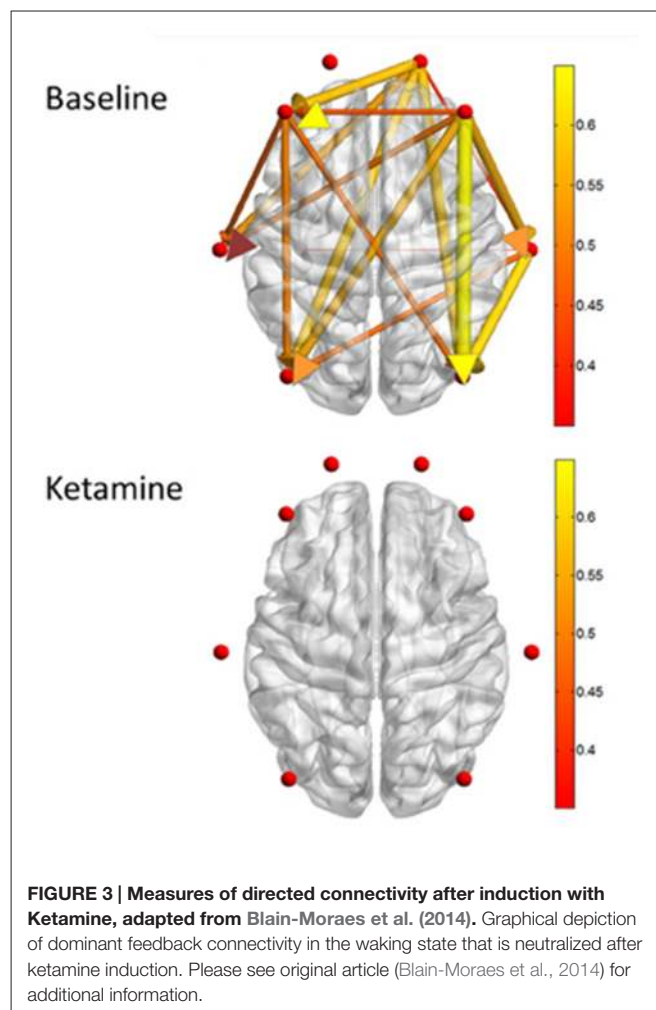 Baseline
0.6
0.55
0.5
0.45
0.4
Ketamine
0.6
0.55
0.5
0.45
0.4
FIGURE 3 | Measures of directed connectivity after induction with
Ketamine, adapted from Blain-Moraes et al. (2014). Graphical depiction
of dominant feedback connectivity in the waking state that is neutralized after
ketamine induction. Please see original article (Blain-Moraes et al., 2014) for
additional information.